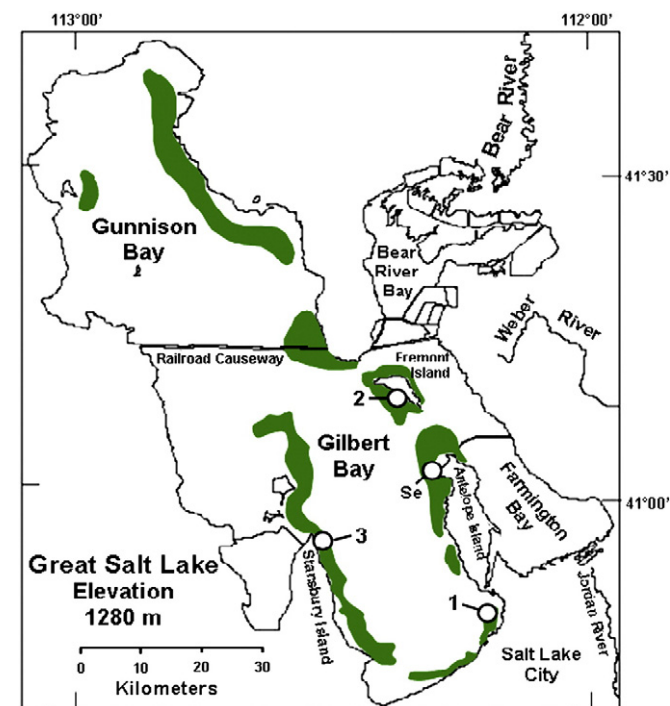 113°00'
112°00'
Bear River
41°30'
Gunnison
Bay
Bear
River
Bay
Weber
River
Railroad Causeway
Fremont
Island
2
Gilbert
Bay
Se
Antelope Island
Farmington
Bay
41°00'
3
Great Salt Lake
Elevation
1280 m
Stansbury Island
1
Jordan River
Salt Lake
City
0 10 20 30
Kilometers